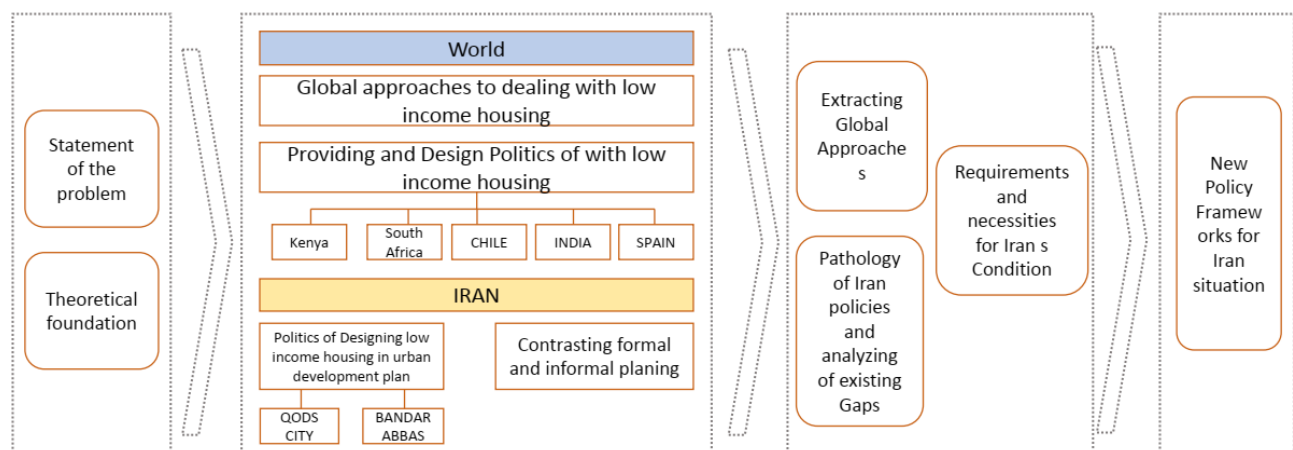 Statement
of the
problem
Theoretical
foundation
World
Global approaches to dealing with low
income housing
Providing and Design Politics of with low
income housing
Kenya
South
Africa
CHILE
INDIA
SPAIN
IRAN
Politics of Designing low
income housing in urban
development plan
QODS
CITY
BANDAR
ABBAS
Contrasting formal
and informal planing
Extracting
Global
Approache
s
Pathology
of Iran
policies
and
analyzing
of existing
Gaps
Requirements
and
necessities
for Iran s
Condition
New
Policy
Framew
orks for
Iran
situation